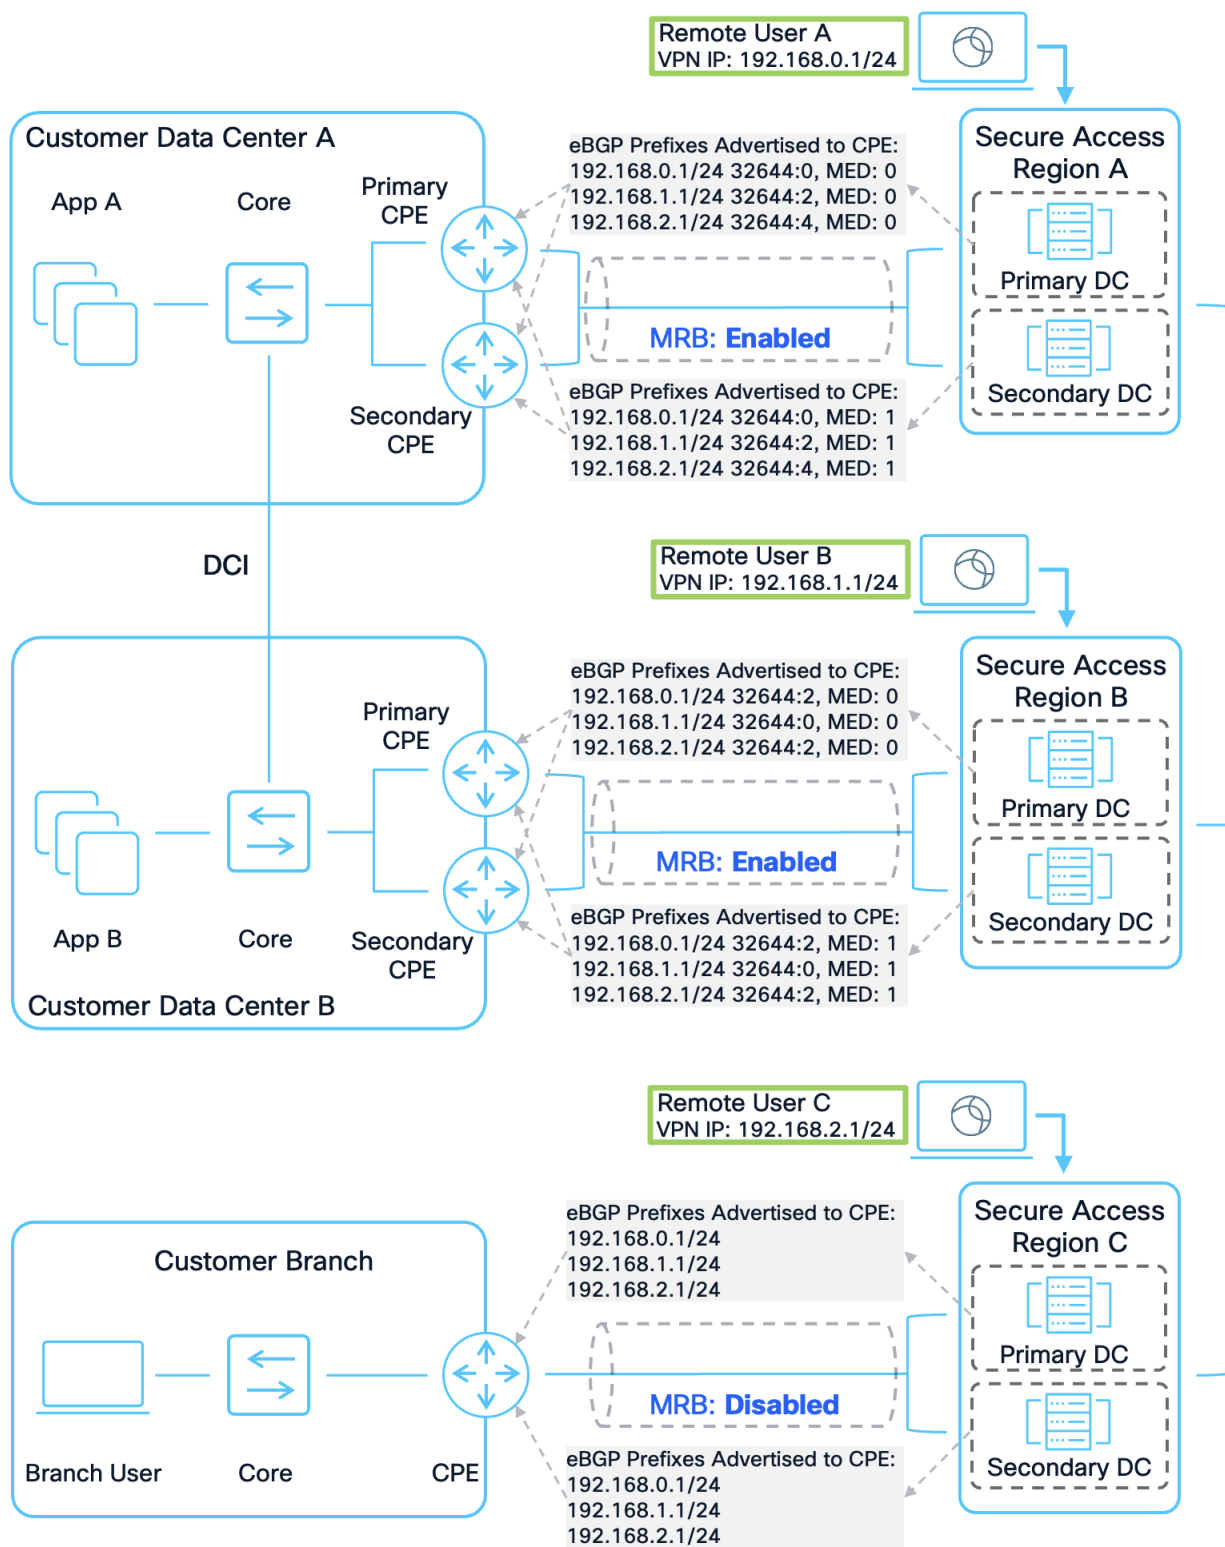 Remote User A
VPN IP: 192.168.0.1/24
Customer Data Center A
App A
Core
Primary
CPE
Secondary
CPE
eBGP Prefixes Advertised to CPE:
192.168.0.1/24 32644:0, MED: 0
192.168.1.1/24 32644:2, MED: 0
192.168.2.1/24 32644:4, MED: 0
MRB: Enabled
eBGP Prefixes Advertised to CPE:
192.168.0.1/24 32644:0, MED: 1
192.168.1.1/24 32644:2, MED: 1
192.168.2.1/24 32644:4, MED: 1
Secure Access
Region A
Primary DC
Secondary DC
DCI
Remote User B
VPN IP: 192.168.1.1/24
Primary
CPE
App B
Core
Secondary
CPE
Customer Data Center B
eBGP Prefixes Advertised to CPE:
192.168.0.1/24 32644:2, MED: 0
192.168.1.1/24 32644:0, MED: 0
192.168.2.1/24 32644:2, MED: 0
MRB: Enabled
eBGP Prefixes Advertised to CPE:
192.168.0.1/24 32644:2, MED: 1
192.168.1.1/24 32644:0, MED: 1
192.168.2.1/24 32644:2, MED: 1
Secure Access
Region B
Primary DC
Secondary DC
Remote User C
VPN IP: 192.168.2.1/24
Customer Branch
Branch User
Core
CPE
eBGP Prefixes Advertised to CPE:
192.168.0.1/24
192.168.1.1/24
192.168.2.1/24
MRB: Disabled
eBGP Prefixes Advertised to CPE:
192.168.0.1/24
192.168.1.1/24
192.168.2.1/24
Secure Access
Region C
Primary DC
Secondary DC